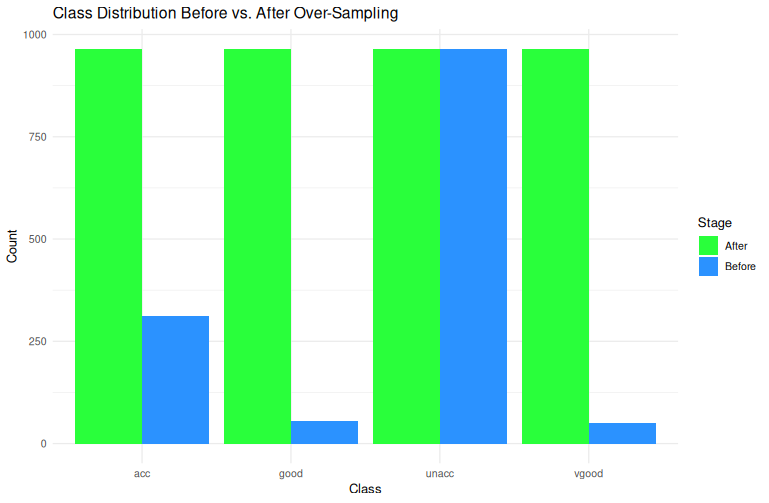 Class Distribution Before vs. After Over-Sampling
1000
750
500
250
0
Count
acc good unacc vgood
Class
Stage
After
Before